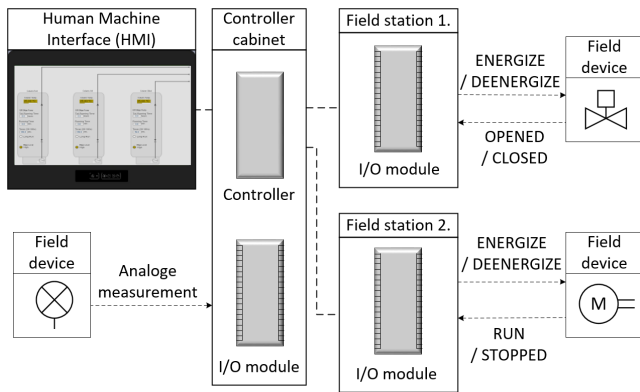 Human Machine
Interface (HMI)
Controller
cabinet
Controller
I/O module
Field station 1.
I/O module
ENERGIZE
/ DEENERGIZE
OPENED
/ CLOSED
Field
device
Field
device
Analoge
measurement
Field station 2.
I/O module
ENERGIZE
/ DEENERGIZE
RUN
/ STOPPED
Field
device
M